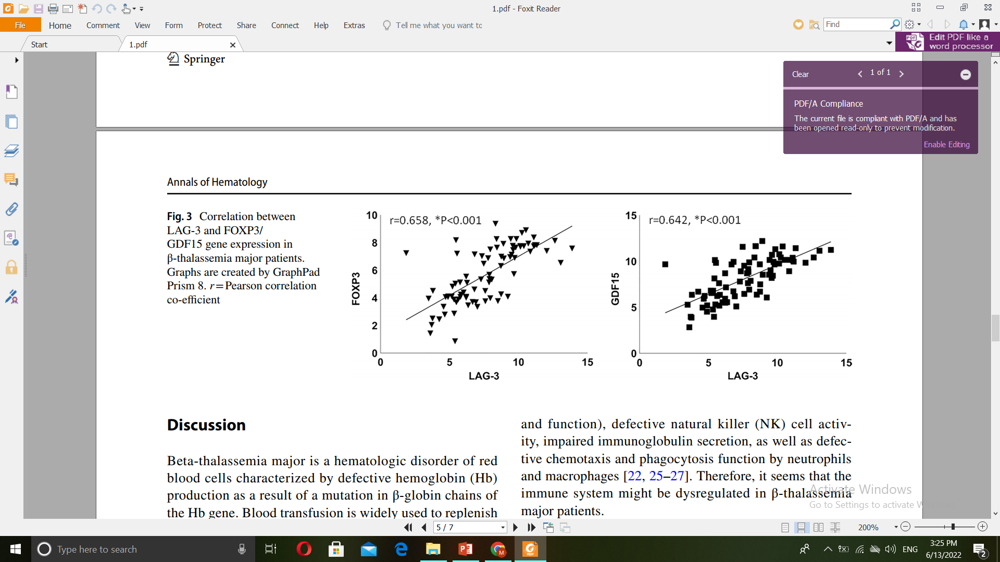 1.pdf - Foxit Reader
File Home Comment View Form Protect Share Connect Help Extras Tell me what you want to Find
Start 1.pdf
Edit PDF like a
word processor
Springer
Clear 1 of 1
PDF/A Compliance
The current file is compliant with PDF/A and has
been opened read-only to prevent modification.
Enable Editing
Annals of Hematology
Fig. 3 Correlation between
LAG-3 and FOXP3/
GDF15 gene expression in
β-thalassemia major patients.
Graphs are created by GraphPad
Prism 8. r = Pearson correlation
co-efficient
r=0.658, *P<0.001
10
8
6
4
2
0
FOXP3
0 5 10 15
LAG-3
r=0.642, *P<0.001
15
10
5
0
GDF15
0 5 10 15
LAG-3
Discussion
Beta-thalassemia major is a hematologic disorder of red
blood cells characterized by defective hemoglobin (Hb)
production as a result of a mutation in β-globin chains of
the Hb gene. Blood transfusion is widely used to replenish
and function), defective natural killer (NK) cell activ-
ity, impaired immunoglobulin secretion, as well as defec-
tive chemotaxis and phagocytosis function by neutrophils
and macrophages [22, 25–27]. Therefore, it seems that the
immune system might be dysregulated in β-thalassemia
major patients.
Activate Windows
Go to Settings to activate
5 / 7 200%
Type here to search
ENG
3:25 PM
6/13/2022
2